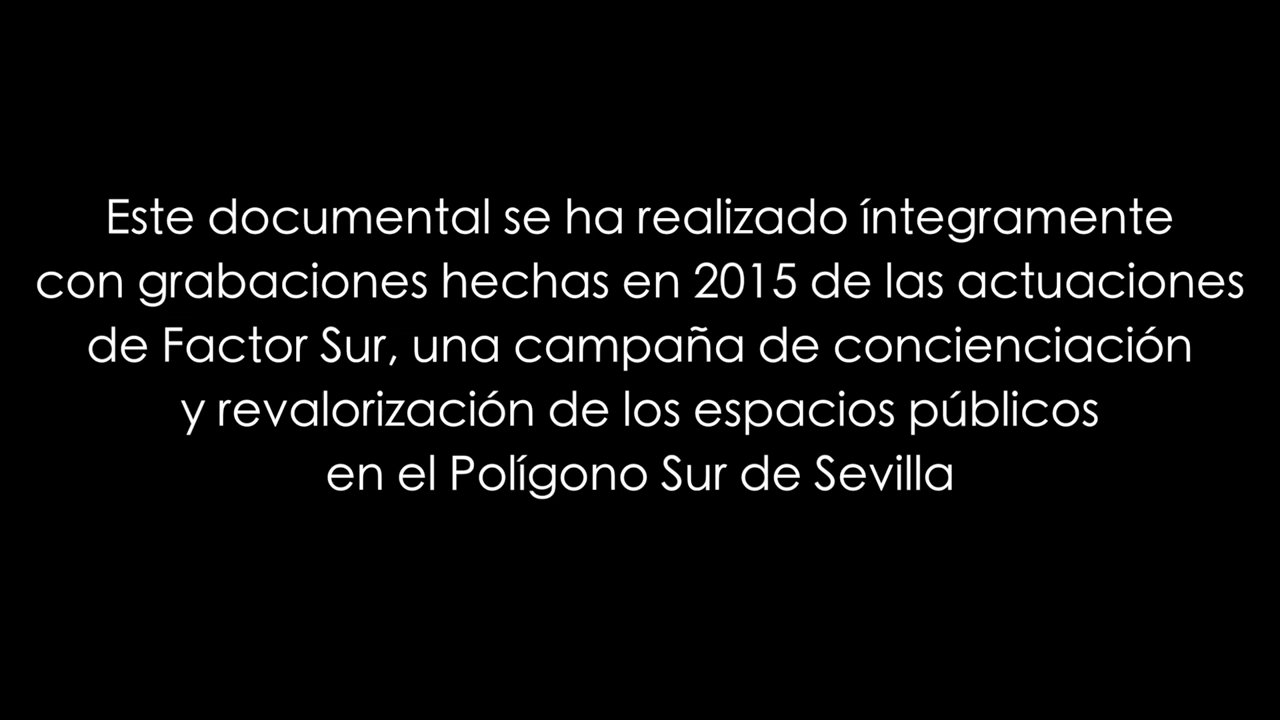 Este documental se ha realizado íntegramente
con grabaciones hechas en 2015 de las actuaciones
de Factor Sur, una campaña de concienciación
y revalorización de los espacios públicos
en el Polígono Sur de Sevilla